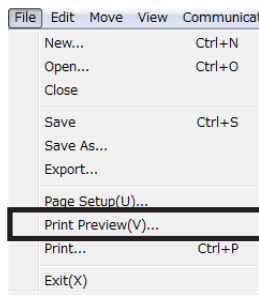 File Edit Move View Communicat
New... Ctrl+N
Open... Ctrl+O
Close
Save Ctrl+S
Save As...
Export...
Page Setup(U)...
Print Preview(V)...
Print... Ctrl+P
Exit(X)